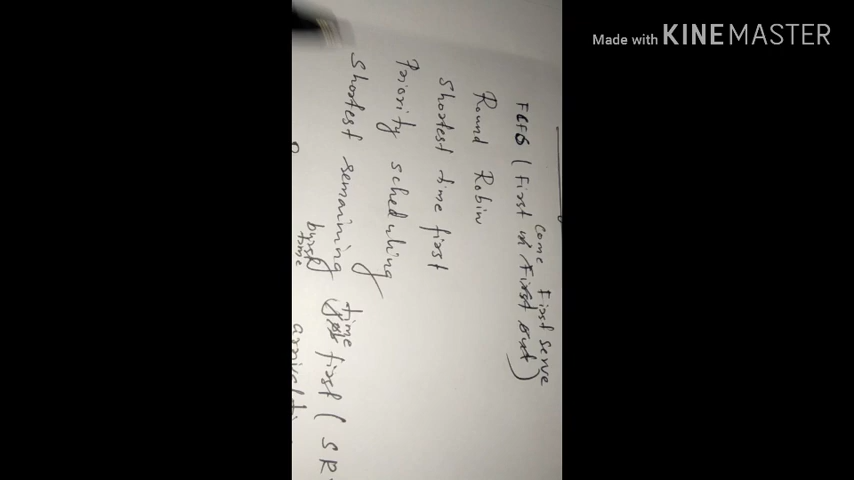 Made with KINEMASTER
come First serve
FCFS (First in First out)
Round Robin
Shortest time first
Priority scheduling
Shortest remaining time first (SR
burst
time
arrival